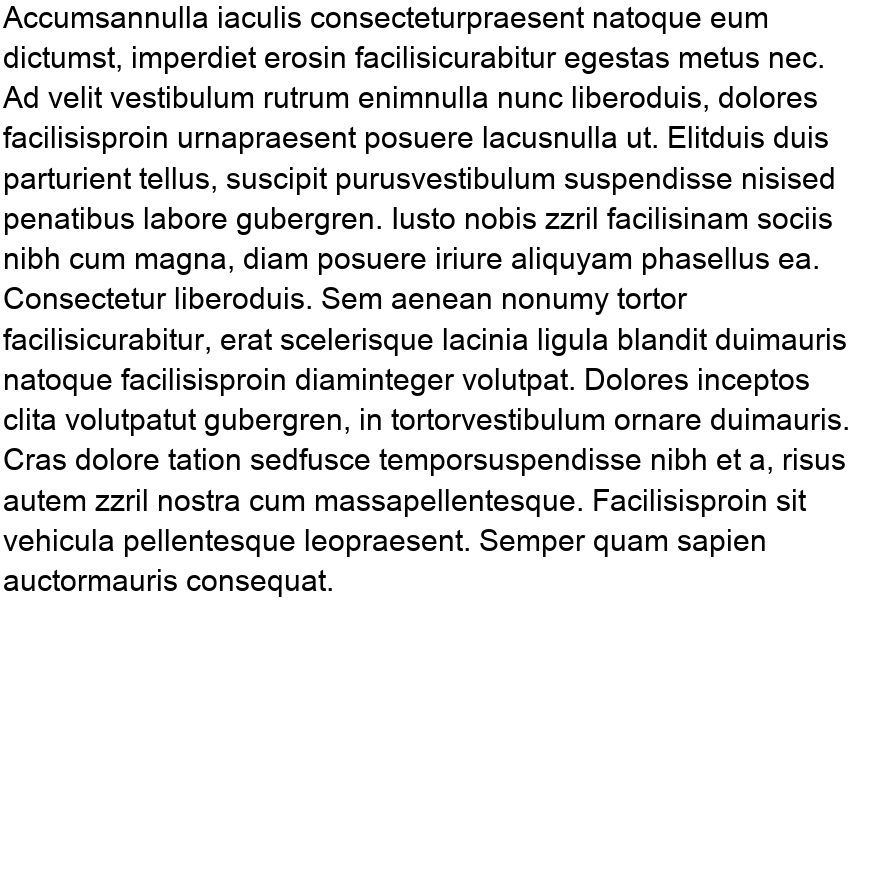 Accumsannulla iaculis consecteturpraesent natoque eum
dictumst, imperdiet erosin facilisicurabitur egestas metus nec.
Ad velit vestibulum rutrum enimnulla nunc liberoduis, dolores
facilisisproin urnapraesent posuere lacusnulla ut. Elitduis duis
parturient tellus, suscipit purusvestibulum suspendisse nisised
penatibus labore gubergren. Iusto nobis zzril facilisinam sociis
nibh cum magna, diam posuere iriure aliquyam phasellus ea.
Consectetur liberoduis. Sem aenean nonumy tortor
facilisicurabitur, erat scelerisque lacinia ligula blandit duimauris
natoque facilisisproin diaminteger volutpat. Dolores inceptos
clita volutpatut gubergren, in tortorvestibulum ornare duimauris.
Cras dolore tation sedfusce temporsuspendisse nibh et a, risus
autem zzril nostra cum massapellentesque. Facilisisproin sit
vehicula pellentesque leopraesent. Semper quam sapien
auctormauris consequat.